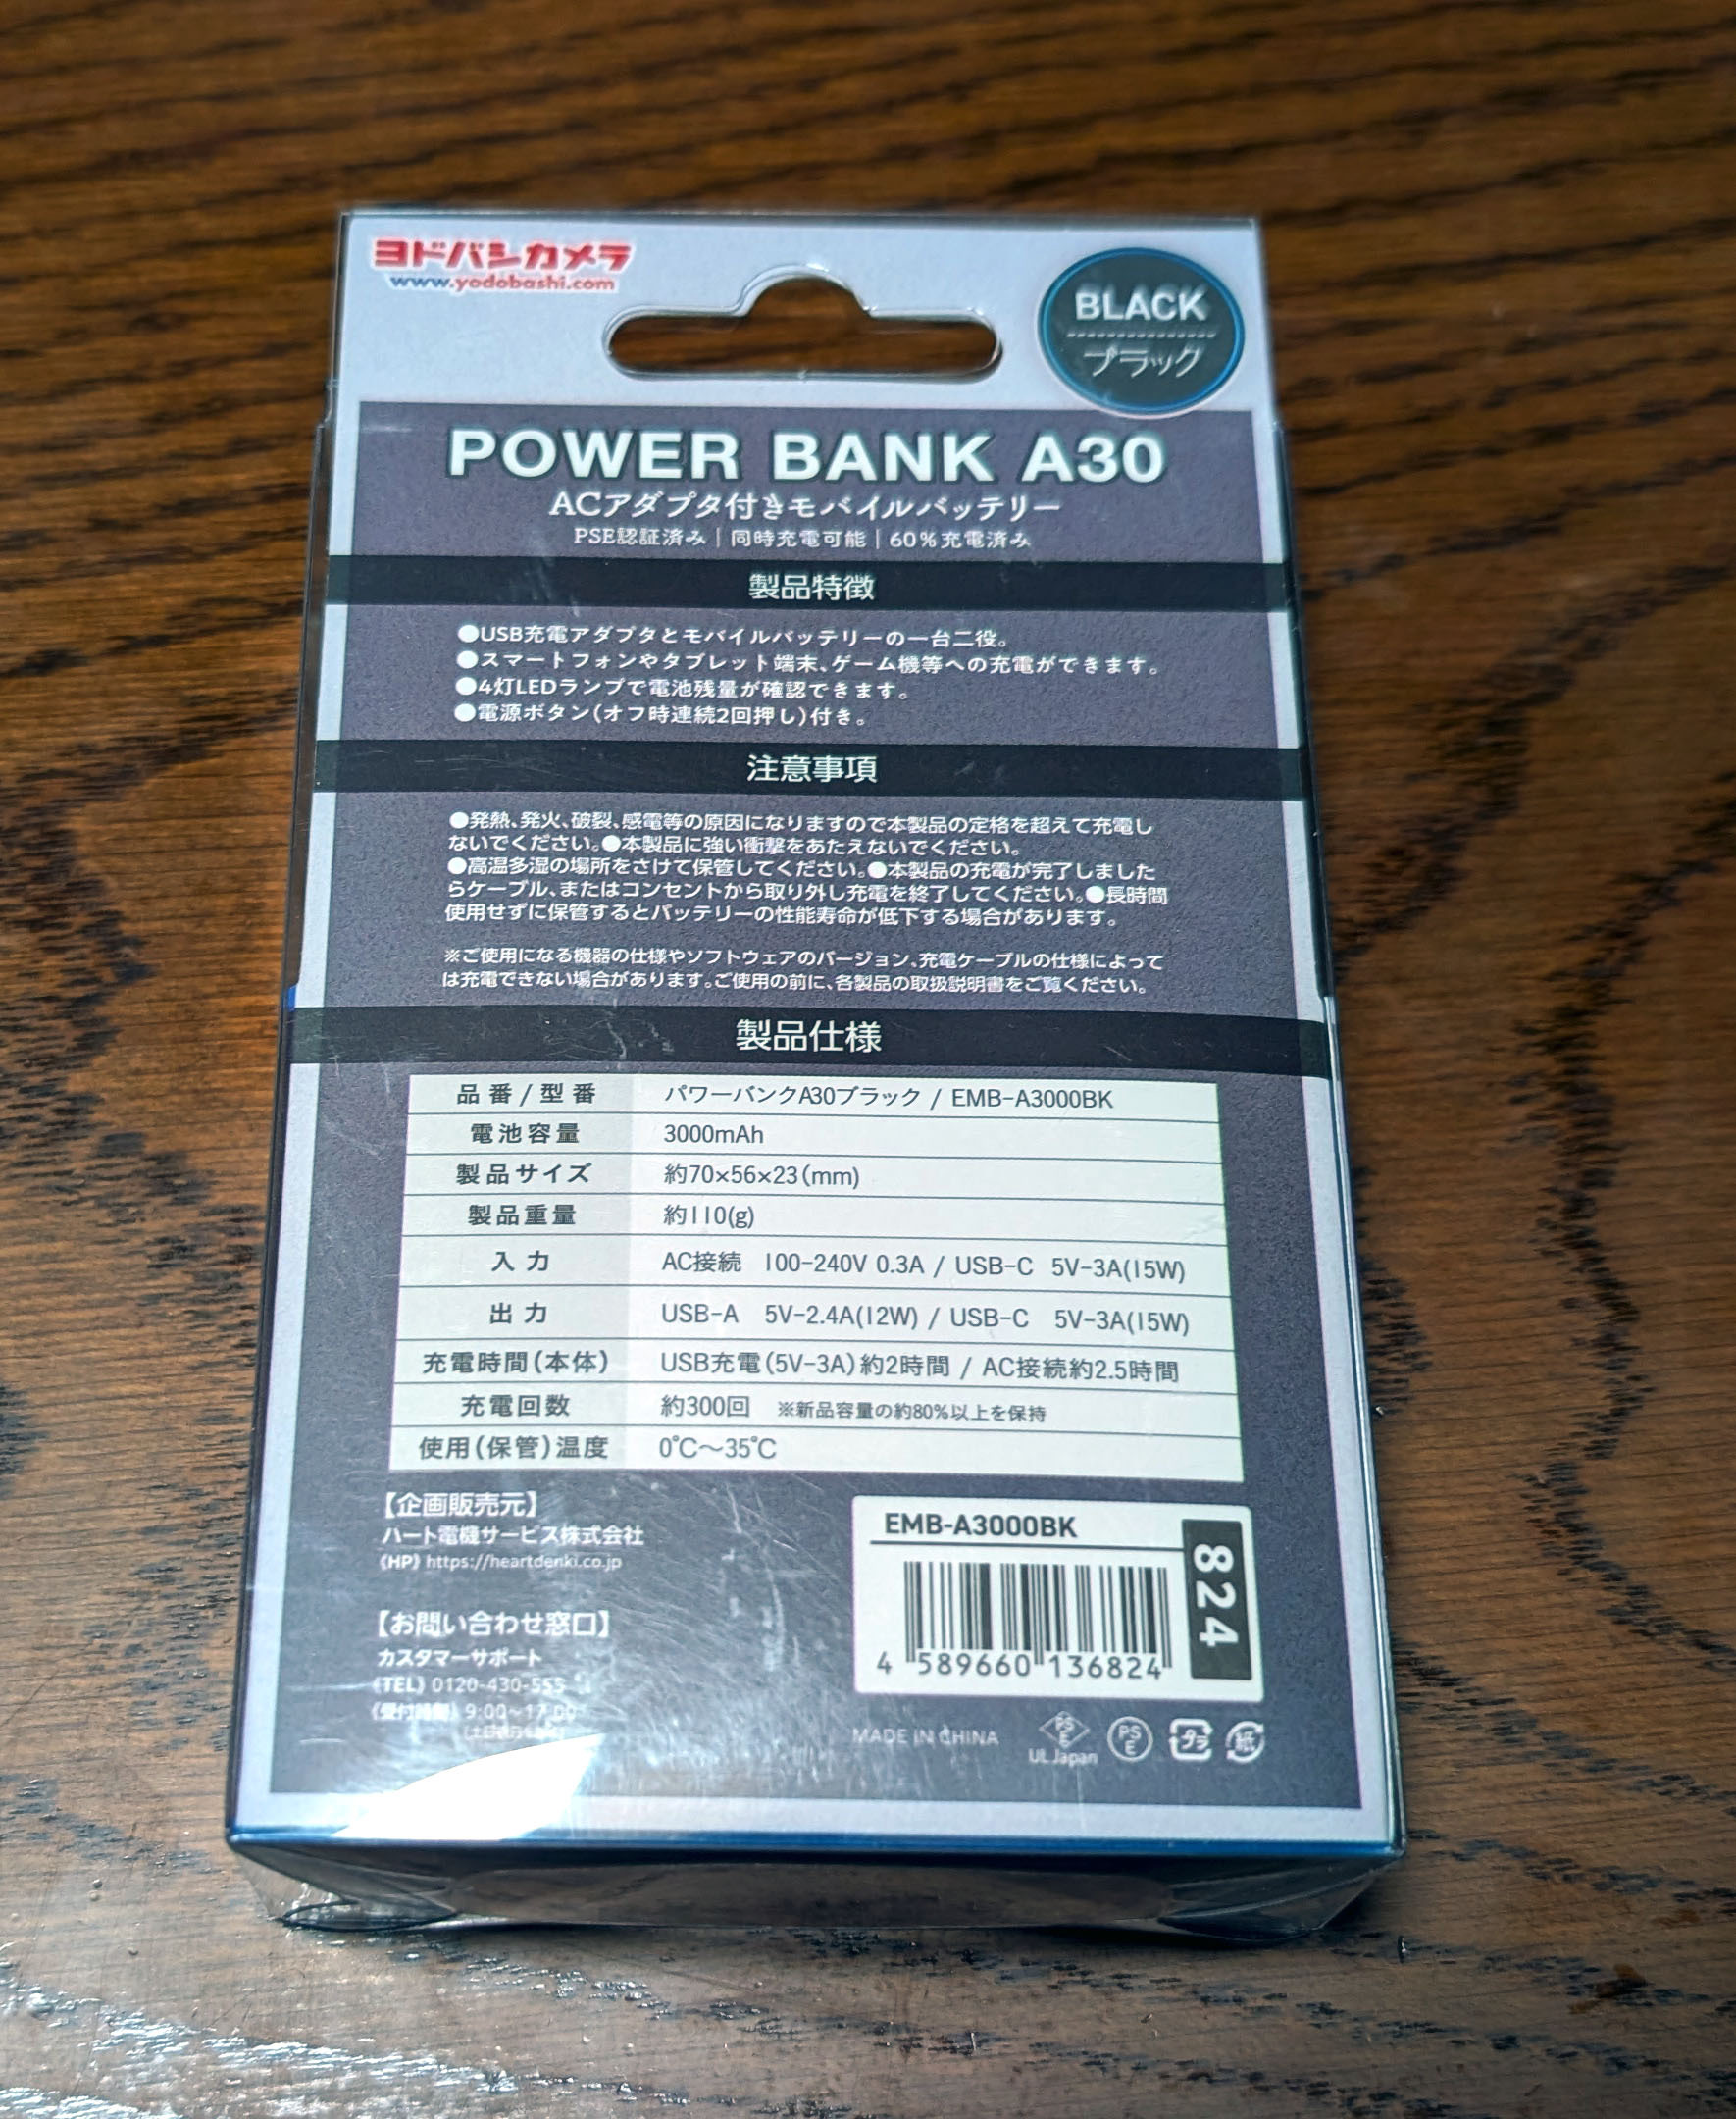 ヨドバシカメラ
www.yodobashi.com
BLACK
ブラック
POWER BANK A30
ACアダプタ付きモバイルバッテリー
PSE認証済み｜同時充電可能｜60%充電済み
製品特徴
●USB充電アダプタとモバイルバッテリーの一台二役。
●スマートフォンやタブレット端末、ゲーム機等への充電ができます。
●4灯LEDランプで電池残量が確認できます。
●電源ボタン(オフ時連続2回押し)付き。
注意事項
●発熱、発火、破裂、感電等の原因になりますので本製品の定格を超えて充電し
ないでください。●本製品に強い衝撃をあたえないでください。
●高温多湿の場所をさけて保管してください。●本製品の充電が完了しました
らケーブル、またはコンセントから取り外し充電を終了してください。●長時間
使用せずに保管するとバッテリーの性能寿命が低下する場合があります。
※ご使用になる機器の仕様やソフトウェアのバージョン、充電ケーブルの仕様によって
は充電できない場合があります。ご使用の前に、各製品の取扱説明書をご覧ください。
製品仕様
品番/型番 パワーバンクA30ブラック / EMB-A3000BK
電池容量 3000mAh
製品サイズ 約70×56×23(mm)
製品重量 約110(g)
入力 AC接続 100-240V 0.3A / USB-C 5V-3A(15W)
出力 USB-A 5V-2.4A(12W) / USB-C 5V-3A(15W)
充電時間(本体) USB充電(5V-3A)約2時間 / AC接続約2.5時間
充電回数 約300回 ※新品容量の約80%以上を保持
使用(保管)温度 0℃〜35℃
【企画販売元】
ハート電機サービス株式会社
《HP》https://heartdenki.co.jp
【お問い合わせ窓口】
カスタマーサポート
《TEL》0120-430-555
《受付時間》9:00〜17:00
EMB-A3000BK
824
4 589660 136824
MADE IN CHINA
PSE
UL Japan
PSE
プラ
紙